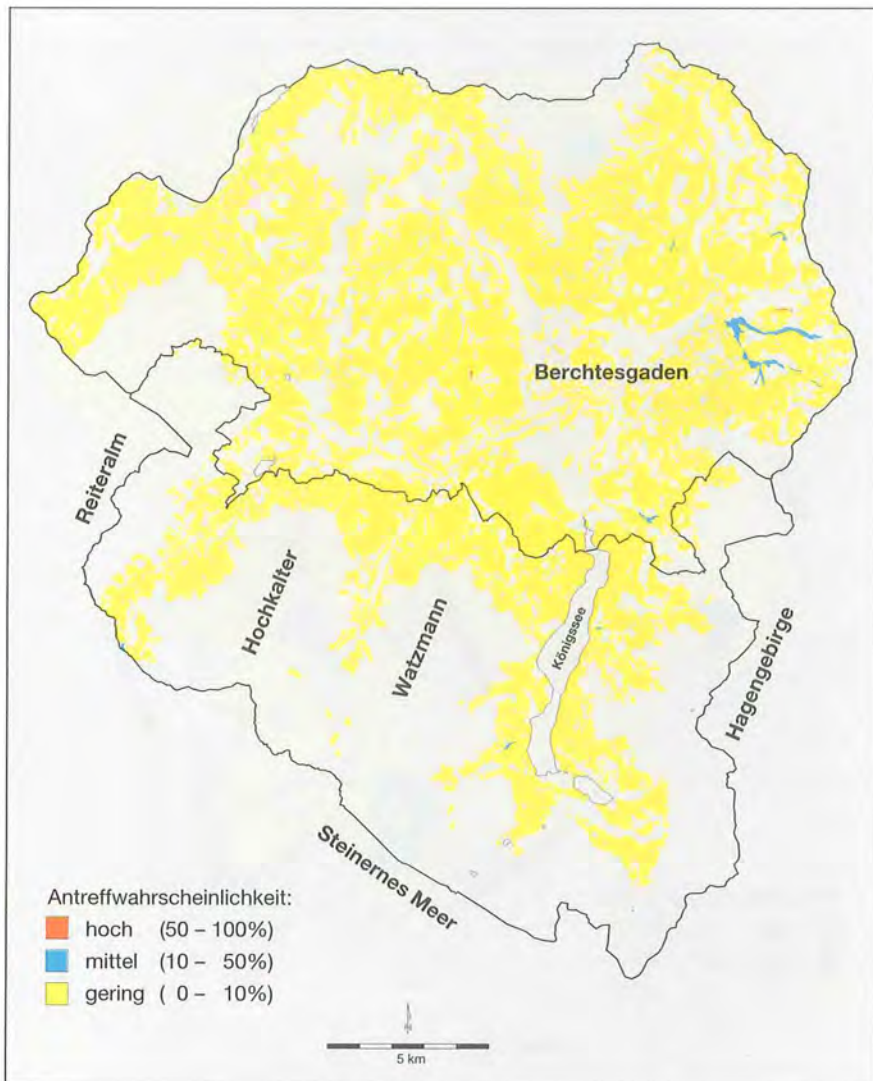 Berchtesgaden
Reiteralm
Hochkalter
Watzmann
Königssee
Hagengebirge
Steinernes Meer
Antreffwahrscheinlichkeit:
hoch (50 – 100%)
mittel (10 – 50%)
gering ( 0 – 10%)
5 km